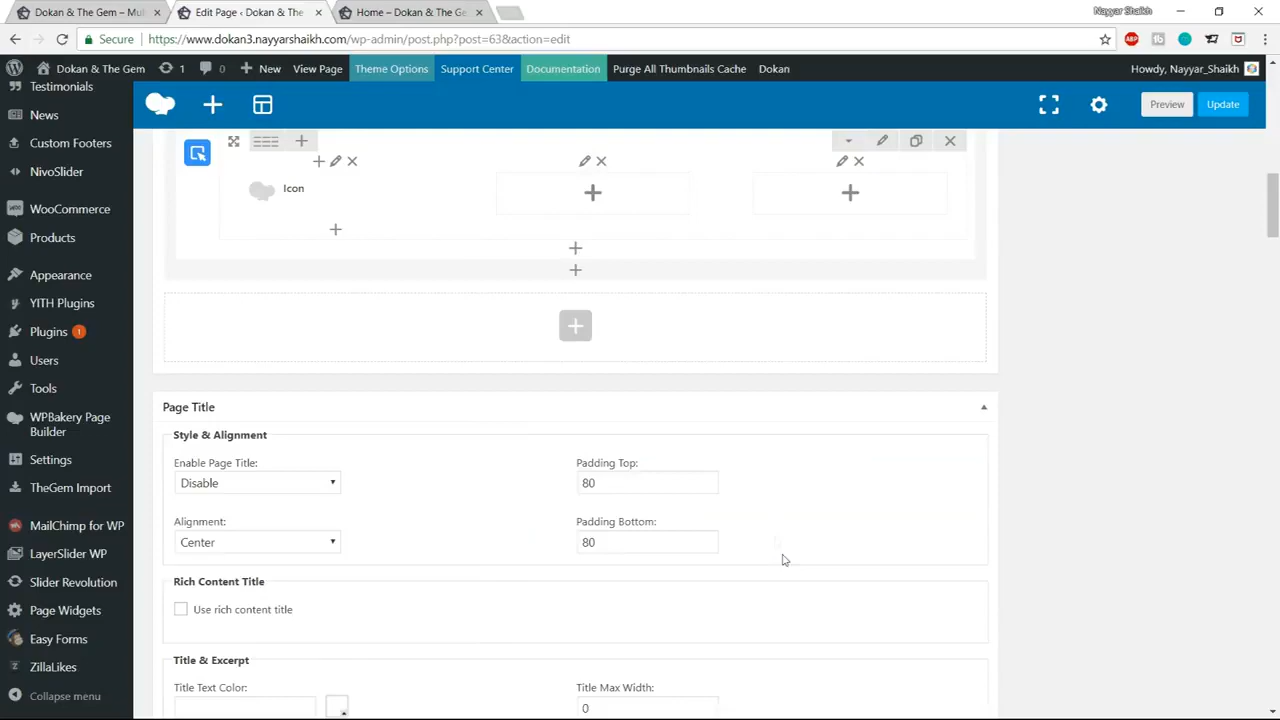 Dokan & The Gem – Mul
Edit Page ‹ Dokan & The
Home – Dokan & The Ge
Nayyar Shaikh
Secure
https://www.dokan3.nayyarshaikh.com/wp-admin/post.php?post=63&action=edit
ABP
Dokan & The Gem
1
0
New
View Page
Theme Options
Support Center
Documentation
Purge All Thumbnails Cache
Dokan
Howdy, Nayyar_Shaikh
Testimonials
News
Custom Footers
NivoSlider
WooCommerce
Products
Appearance
YITH Plugins
Plugins 1
Users
Tools
WPBakery Page
Builder
Settings
TheGem Import
MailChimp for WP
LayerSlider WP
Slider Revolution
Page Widgets
Easy Forms
ZillaLikes
Collapse menu
Preview
Update
Icon
Page Title
Style & Alignment
Enable Page Title:
Padding Top:
Disable
80
Alignment:
Padding Bottom:
Center
80
Rich Content Title
Use rich content title
Title & Excerpt
Title Text Color:
Title Max Width:
0